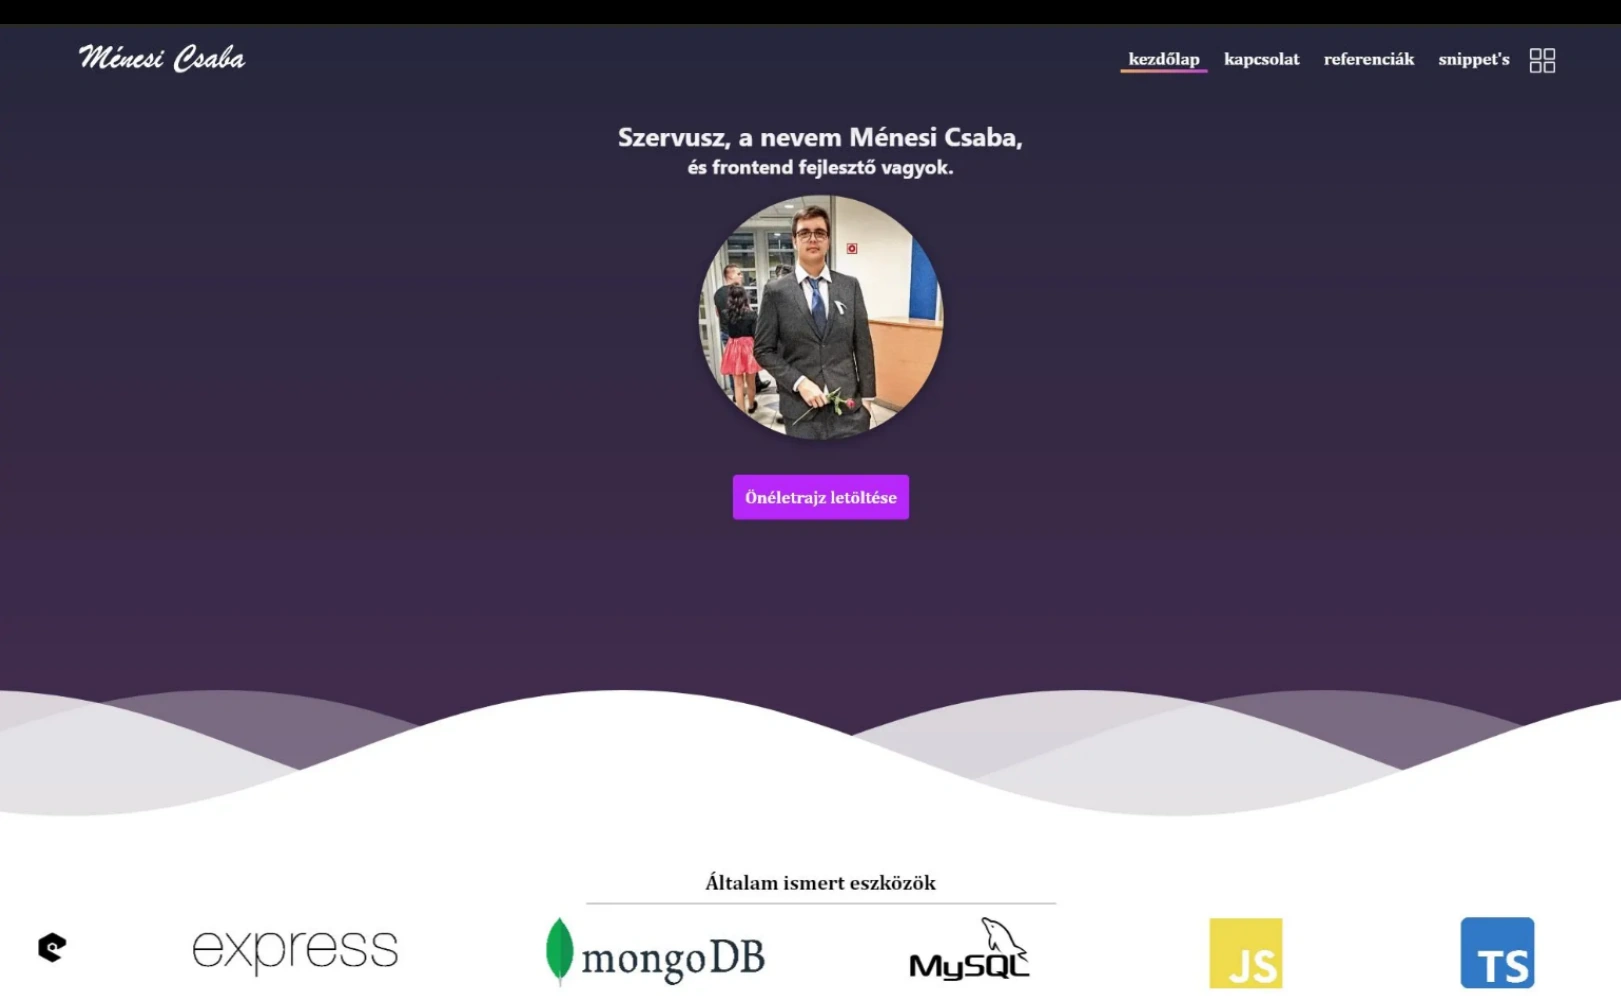 Ménesi Csaba
kezdőlap kapcsolat referenciák snippet's
Szervusz, a nevem Ménesi Csaba,
és frontend fejlesztő vagyok.
Önéletrajz letöltése
Általam ismert eszközök
express mongoDB MySQL JS TS